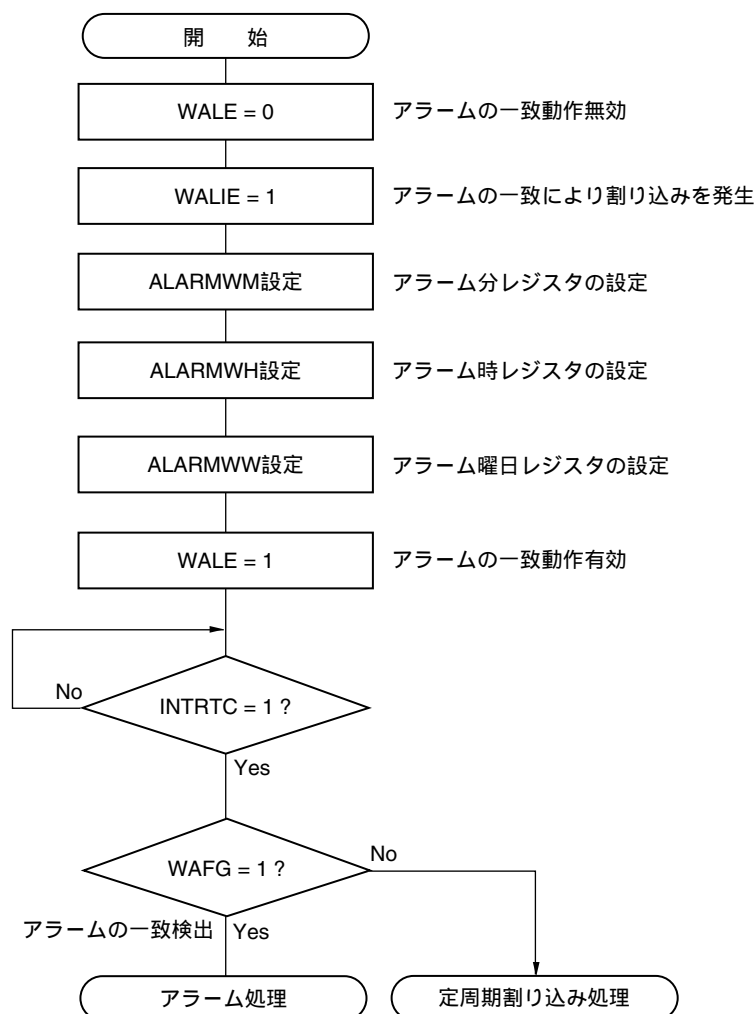 開　　始
WALE = 0
アラームの一致動作無効
WALIE = 1
アラームの一致により割り込みを発生
ALARMWM設定
アラーム分レジスタの設定
ALARMWH設定
アラーム時レジスタの設定
ALARMWW設定
アラーム曜日レジスタの設定
WALE = 1
アラームの一致動作有効
No
INTRTC = 1 ?
Yes
WAFG = 1 ?
No
アラームの一致検出
Yes
アラーム処理
定周期割り込み処理